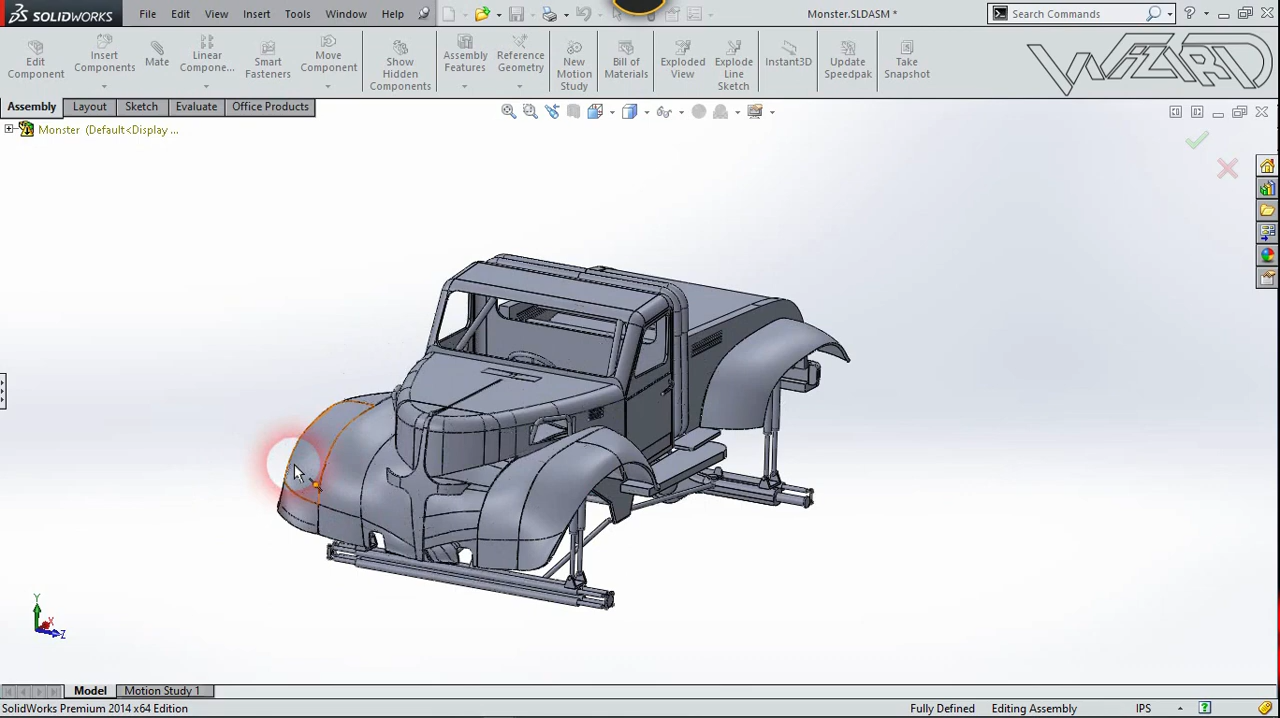 SOLIDWORKS File Edit View Insert Tools Window Help Monster.SLDASM * Search Commands
Edit Component
Insert Components
Mate
Linear Compone...
Smart Fasteners
Move Component
Show Hidden Components
Assembly Features
Reference Geometry
New Motion Study
Bill of Materials
Exploded View
Explode Line Sketch
Instant3D
Update Speedpak
Take Snapshot
WIZARD
Assembly Layout Sketch Evaluate Office Products
Monster (Default<Display ...
Y
X
Z
Model Motion Study 1
SolidWorks Premium 2014 x64 Edition Fully Defined Editing Assembly IPS